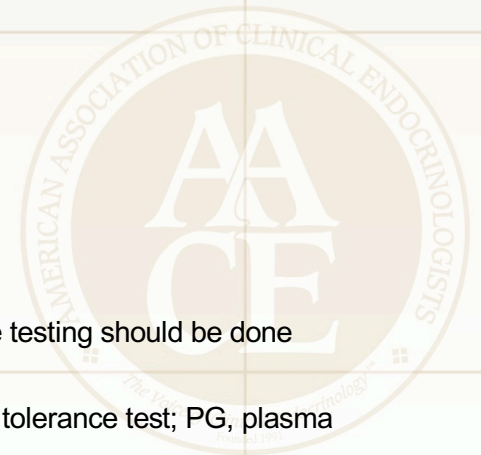 AMERICAN ASSOCIATION OF CLINICAL ENDOCRINOLOGISTS
AA
CE
testing should be done
tolerance test; PG, plasma